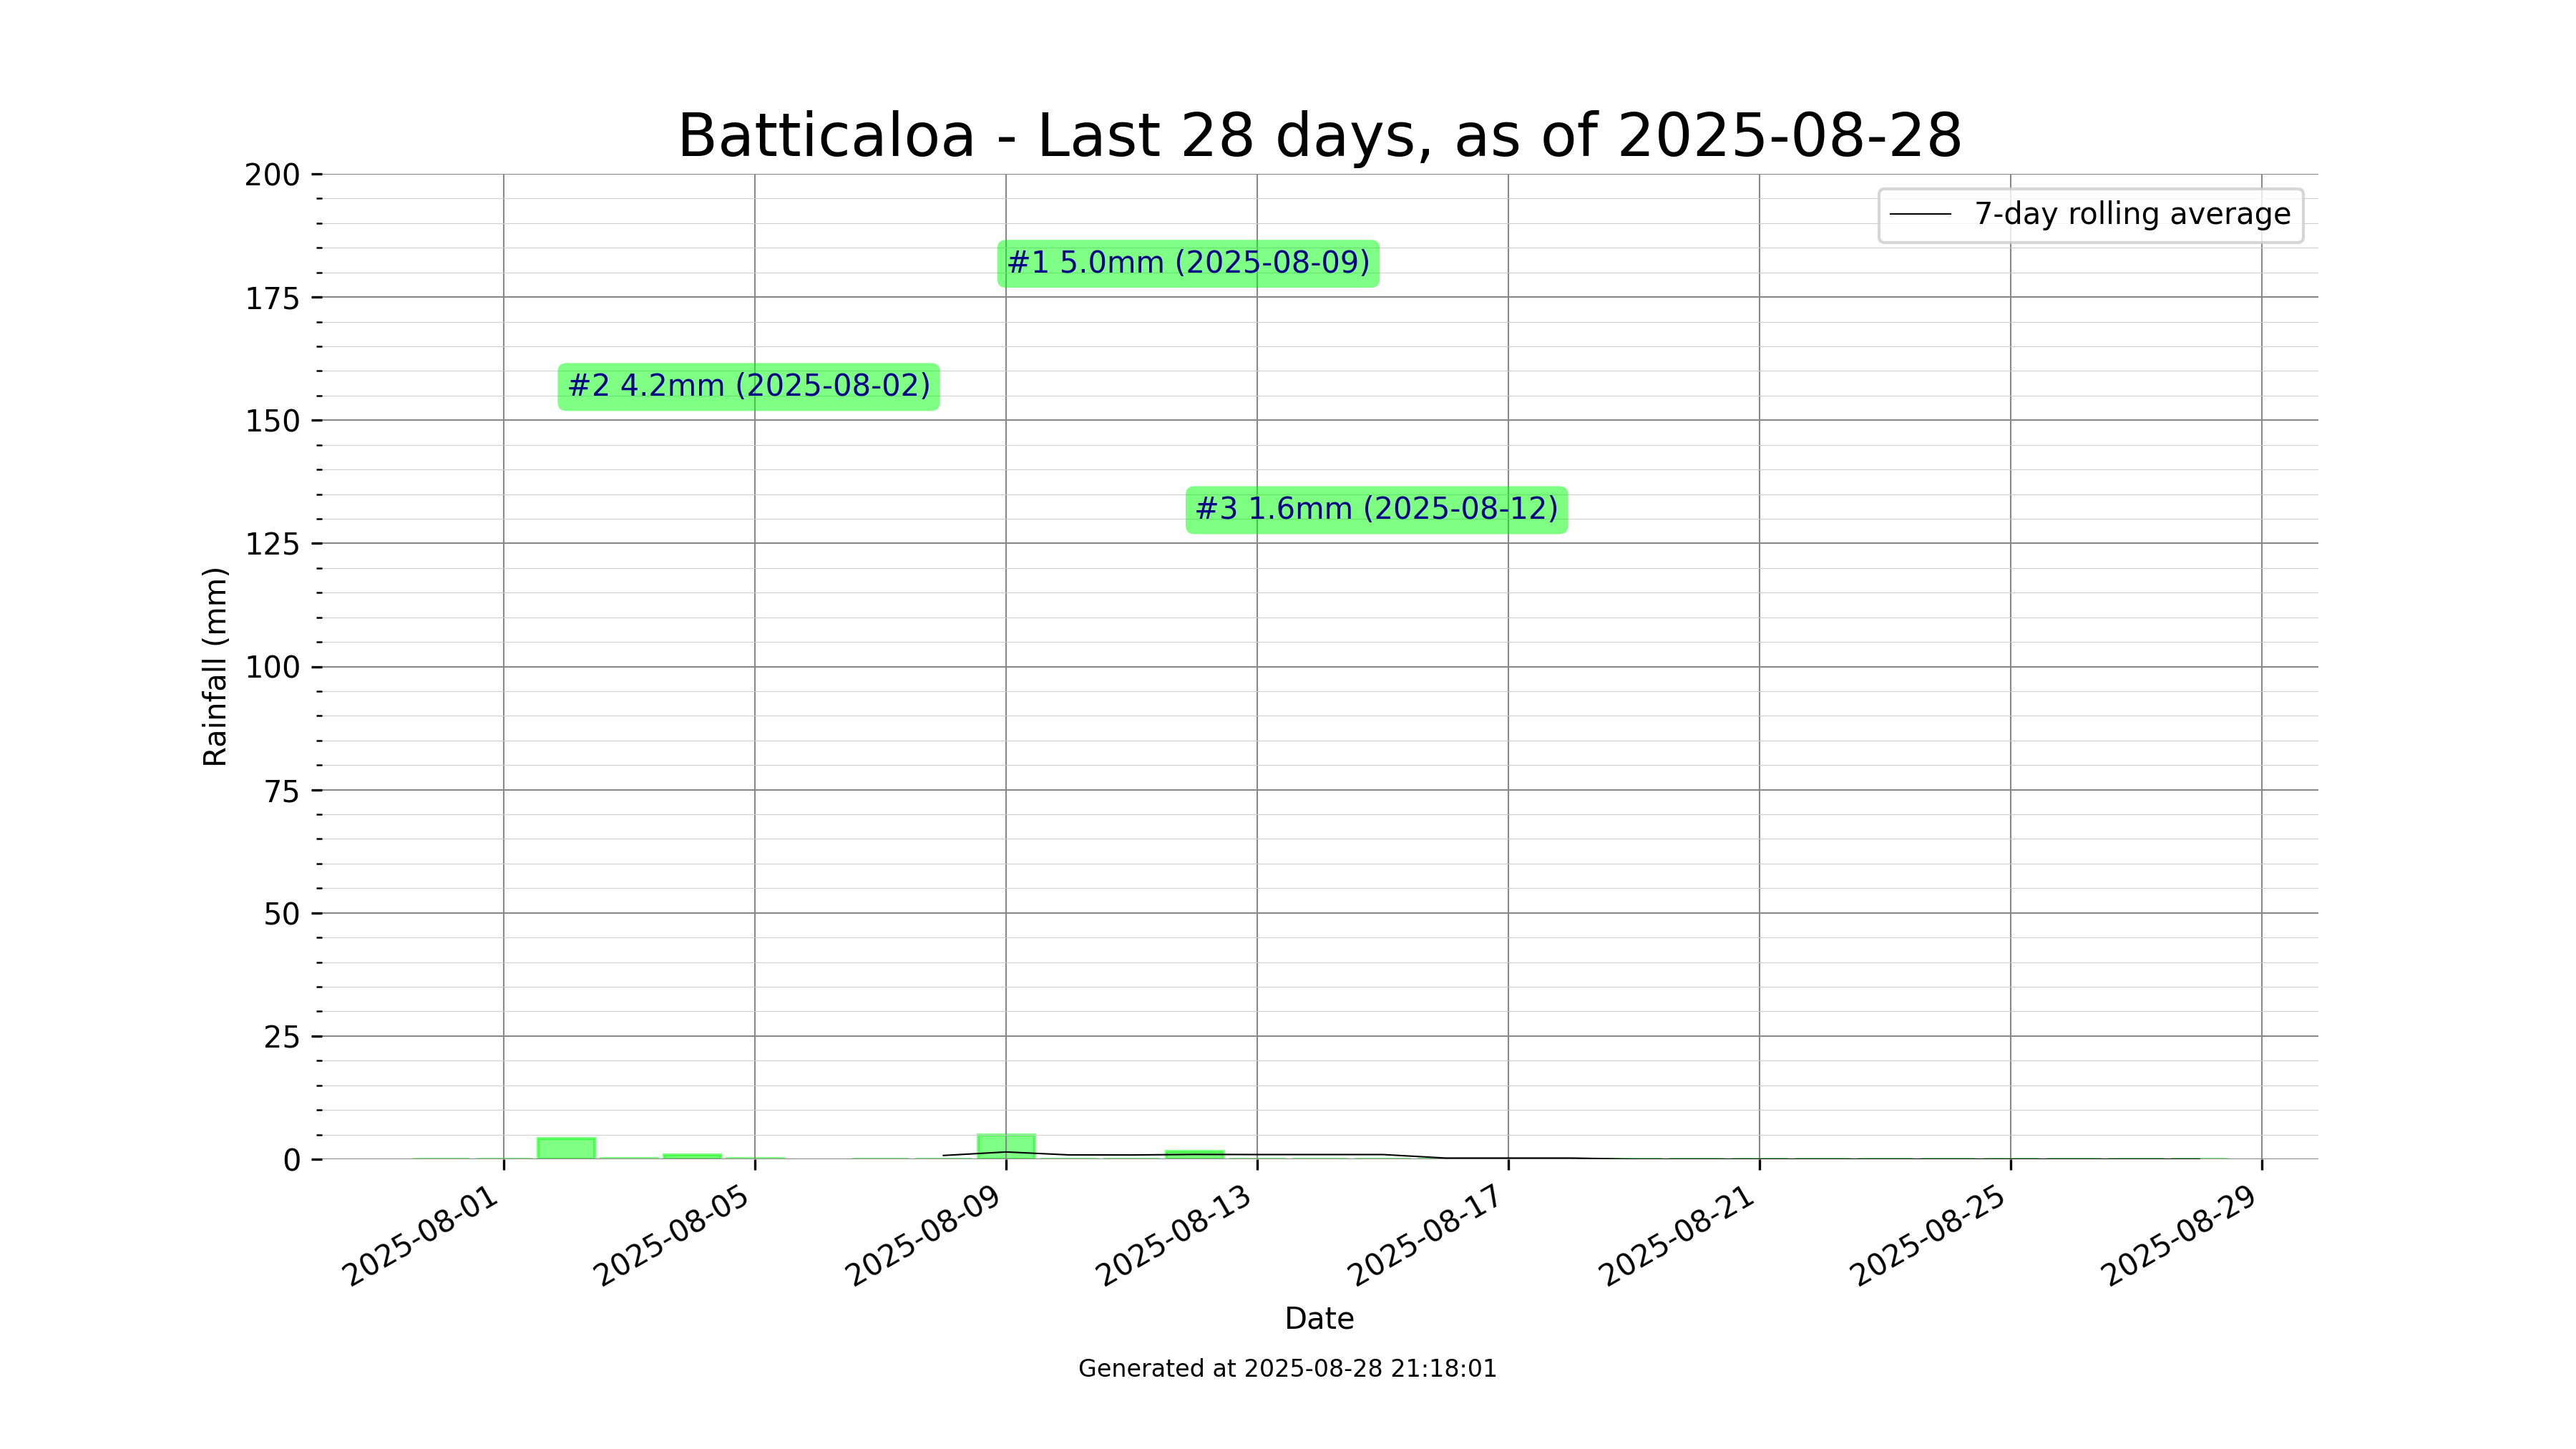 Batticaloa - Last 28 days, as of 2025-08-28
7-day rolling average
#1 5.0mm (2025-08-09)
#2 4.2mm (2025-08-02)
#3 1.6mm (2025-08-12)
Rainfall (mm)
200
175
150
125
100
75
50
25
0
2025-08-01
2025-08-05
2025-08-09
2025-08-13
2025-08-17
2025-08-21
2025-08-25
2025-08-29
Date
Generated at 2025-08-28 21:18:01